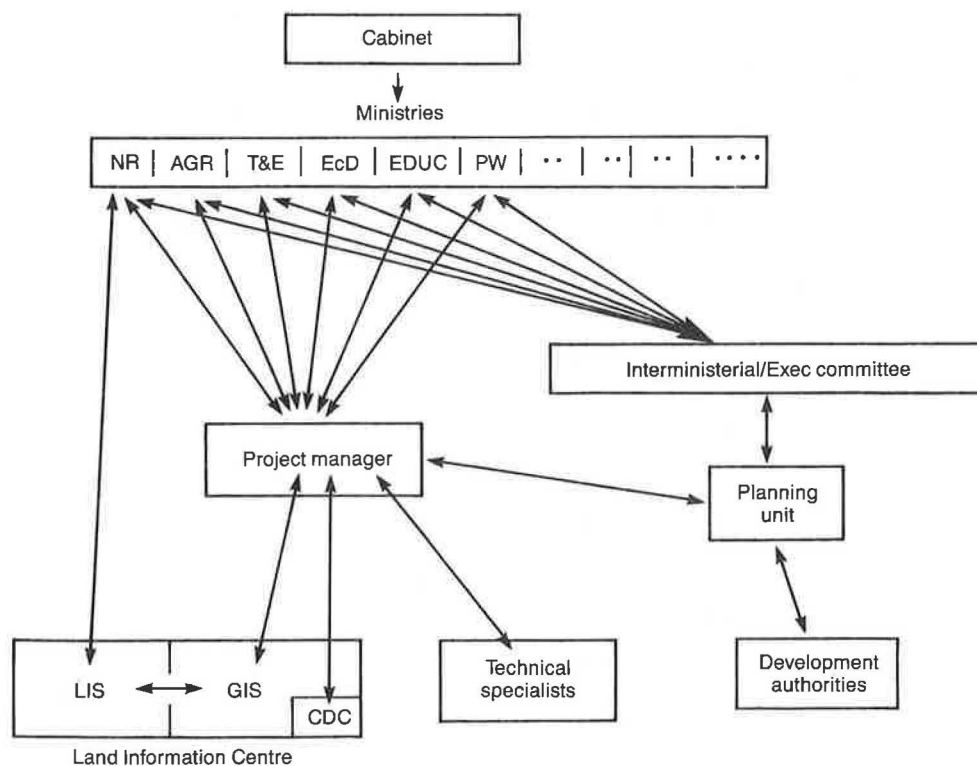 Cabinet
Ministries
NR | AGR | T&E | EcD | EDUC | PW | ·· | ·· | ·· | ····
Interministerial/Exec committee
Project manager
Planning
unit
LIS
GIS
CDC
Technical
specialists
Development
authorities
Land Information Centre